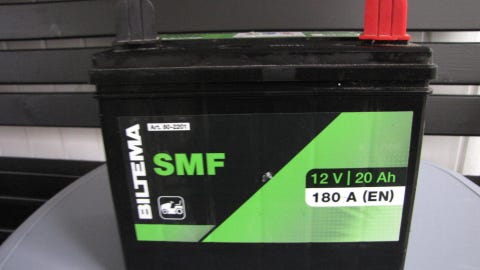 BILTEMA
Art. 80-2201
SMF
12 V | 20 Ah
180 A (EN)